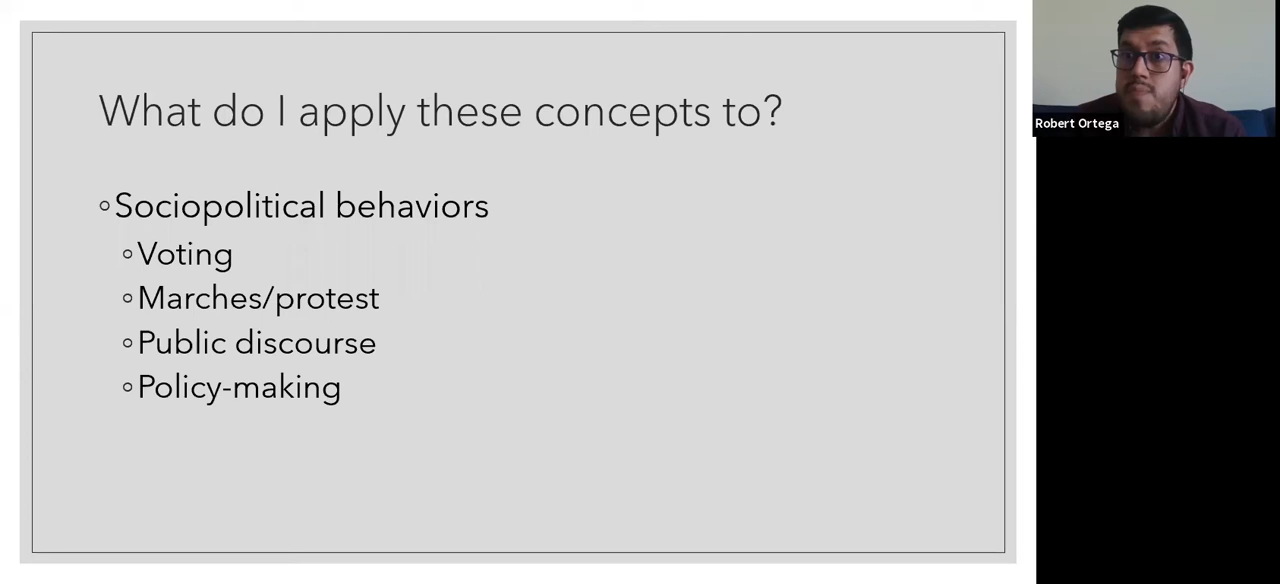 What do I apply these concepts to?
◦Sociopolitical behaviors
◦Voting
◦Marches/protest
◦Public discourse
◦Policy-making
Robert Ortega